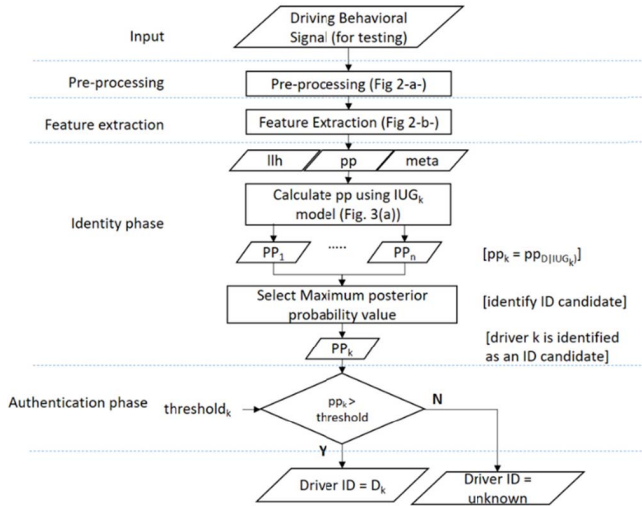 Input
Driving Behavioral
Signal (for testing)
Pre-processing
Pre-processing (Fig 2-a-)
Feature extraction
Feature Extraction (Fig 2-b-)
llh
pp
meta
Identity phase
Calculate pp using IUGk
model (Fig. 3(a))
PP1
.....
PPn
[ppk = ppD|IUGk)]
Select Maximum posterior
probability value
[identify ID candidate]
PPk
[driver k is identified
as an ID candidate]
Authentication phase
thresholdk
ppk>
threshold
N
Y
Driver ID = Dk
Driver ID =
unknown